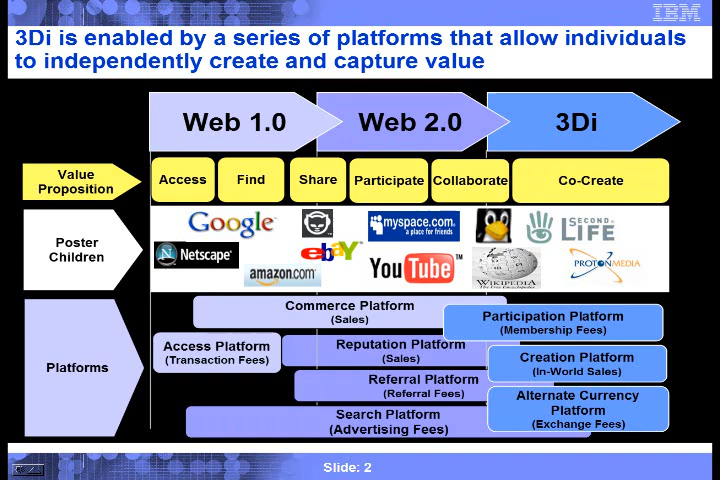 IBM
3Di is enabled by a series of platforms that allow individuals
to independently create and capture value
Web 1.0
Web 2.0
3Di
Value
Proposition
Access
Find
Share
Participate
Collaborate
Co-Create
Poster
Children
Google™
myspace.com®
a place for friends
SECOND
LIFE
N Netscape®
ebaY
amazon.com
YouTube™
WIKIPEDIA
The Free Encyclopedia
PROTONMEDIA
Platforms
Commerce Platform
(Sales)
Participation Platform
(Membership Fees)
Access Platform
(Transaction Fees)
Reputation Platform
(Sales)
Creation Platform
(In-World Sales)
Referral Platform
(Referral Fees)
Alternate Currency
Platform
(Exchange Fees)
Search Platform
(Advertising Fees)
Slide: 2